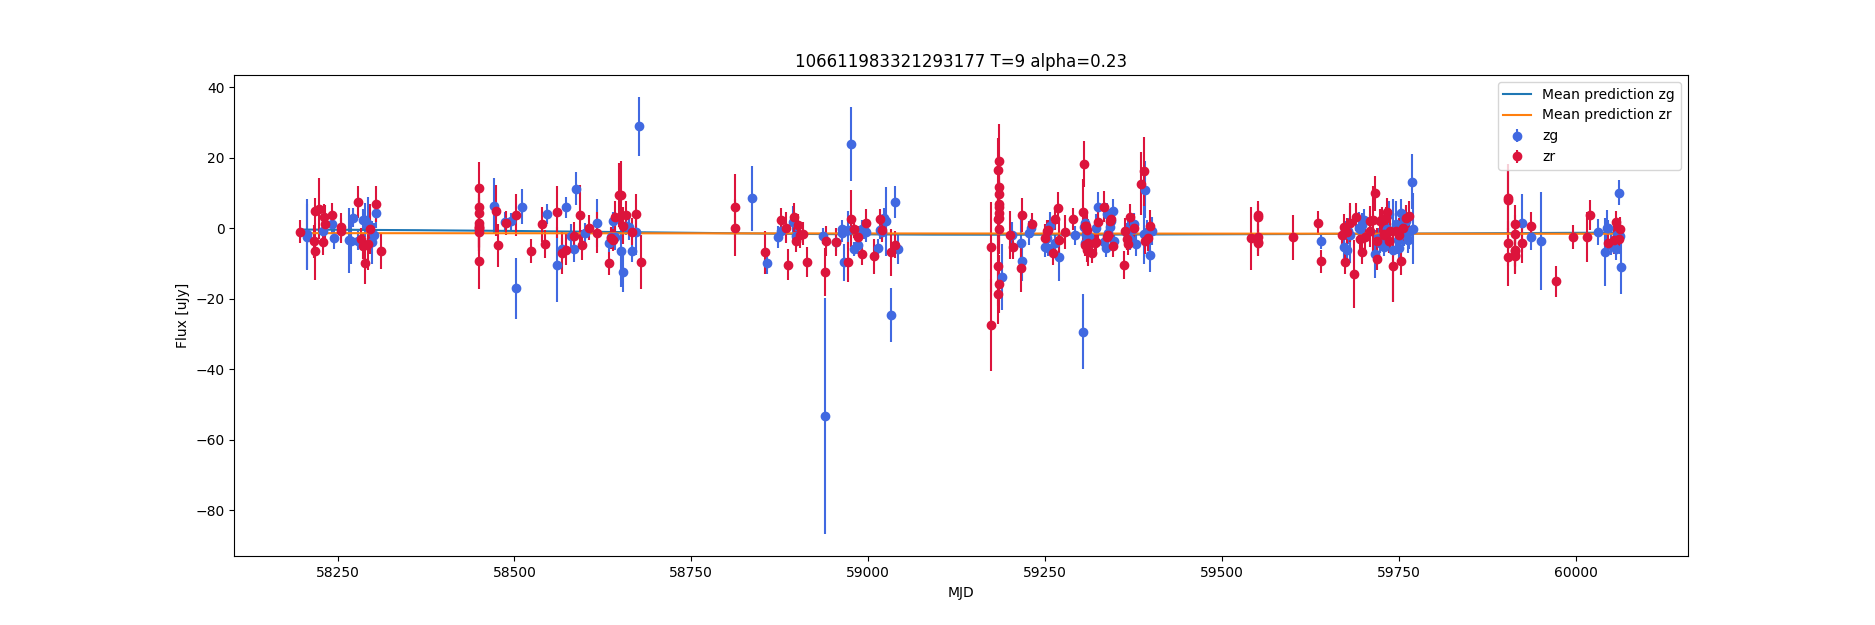 106611983321293177 T=9 alpha=0.23
Mean prediction zg
Mean prediction zr
zg
zr
Flux [uJy]
40
20
0
−20
−40
−60
−80
58250 58500 58750 59000 59250 59500 59750 60000
MJD